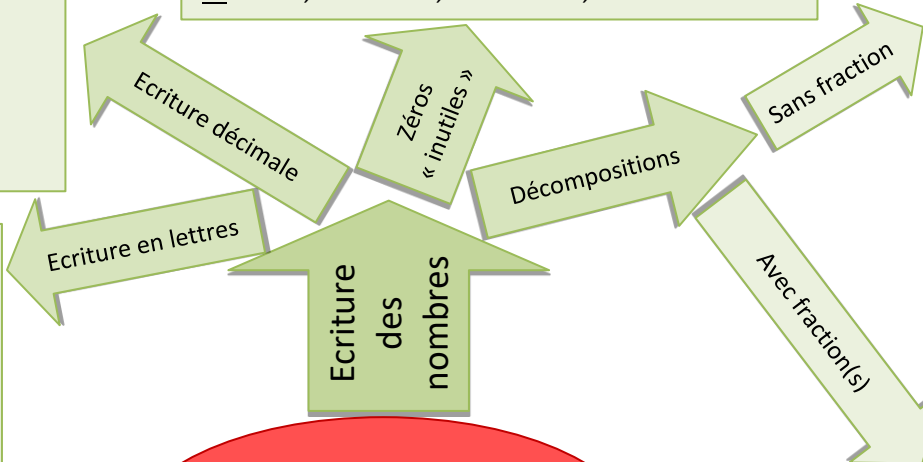 Ecriture décimale
Zéros
« inutiles »
Sans fraction
Décompositions
Ecriture en lettres
Ecriture
des
nombres
Avec fraction(s)